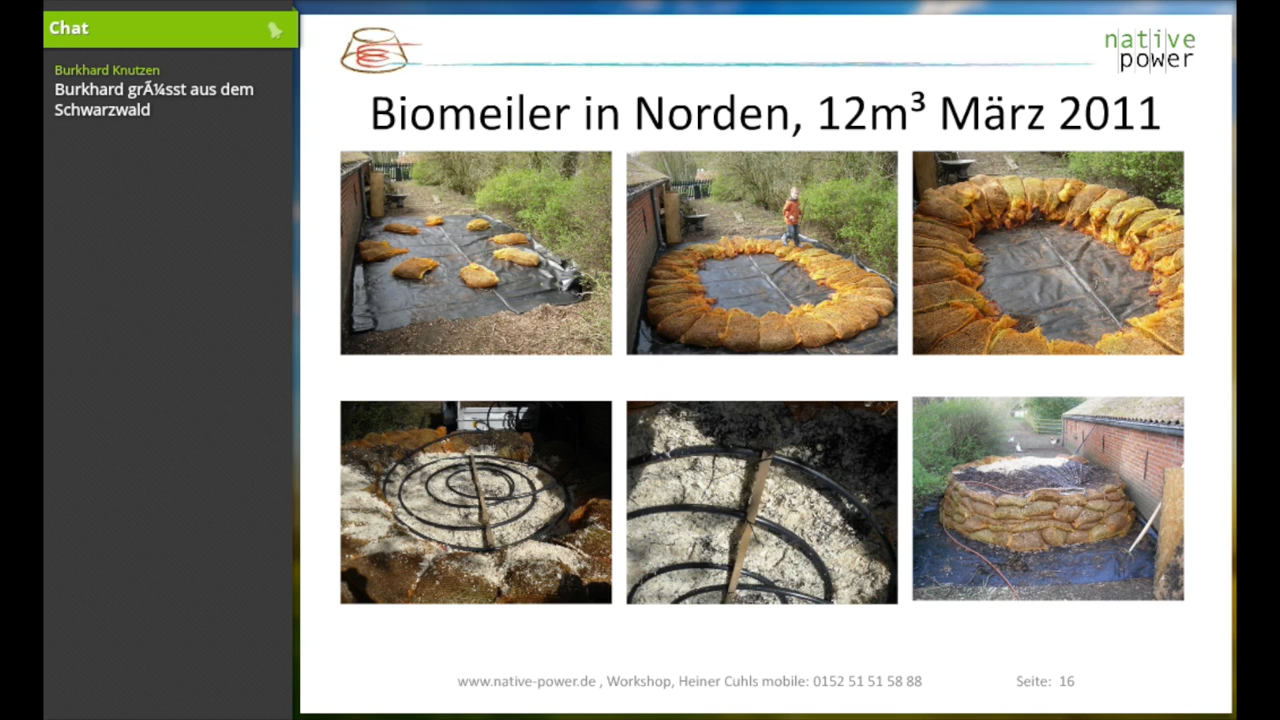 Chat
Burkhard Knutzen
Burkhard grÃ¼sst aus dem
Schwarzwald
native
power
Biomeiler in Norden, 12m³ März 2011
www.native-power.de , Workshop, Heiner Cuhls mobile: 0152 51 51 58 88
Seite: 16